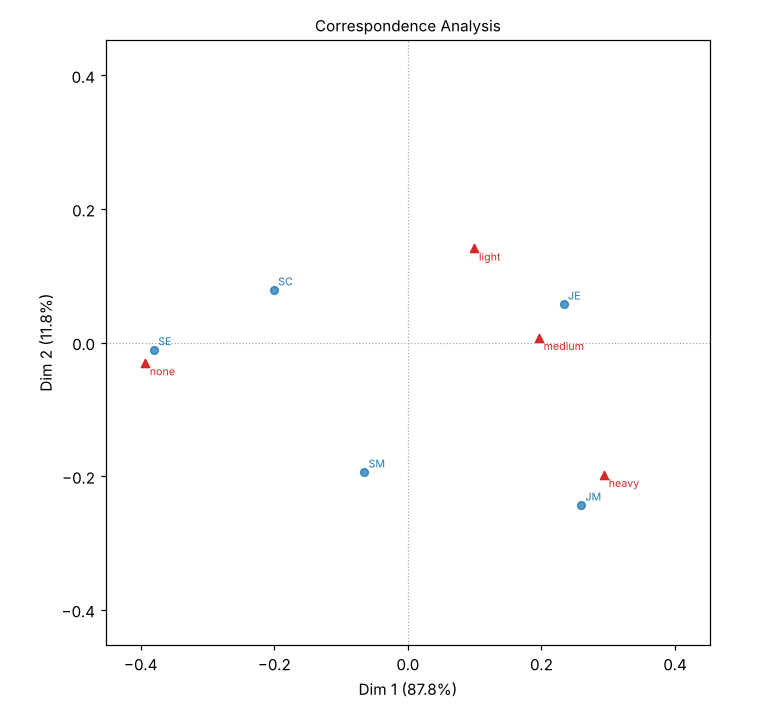 Correspondence Analysis
0.4
0.2
0.0
−0.2
−0.4
Dim 2 (11.8%)
light
SC
JE
SE
medium
none
SM
heavy
JM
−0.4
−0.2
0.0
0.2
0.4
Dim 1 (87.8%)